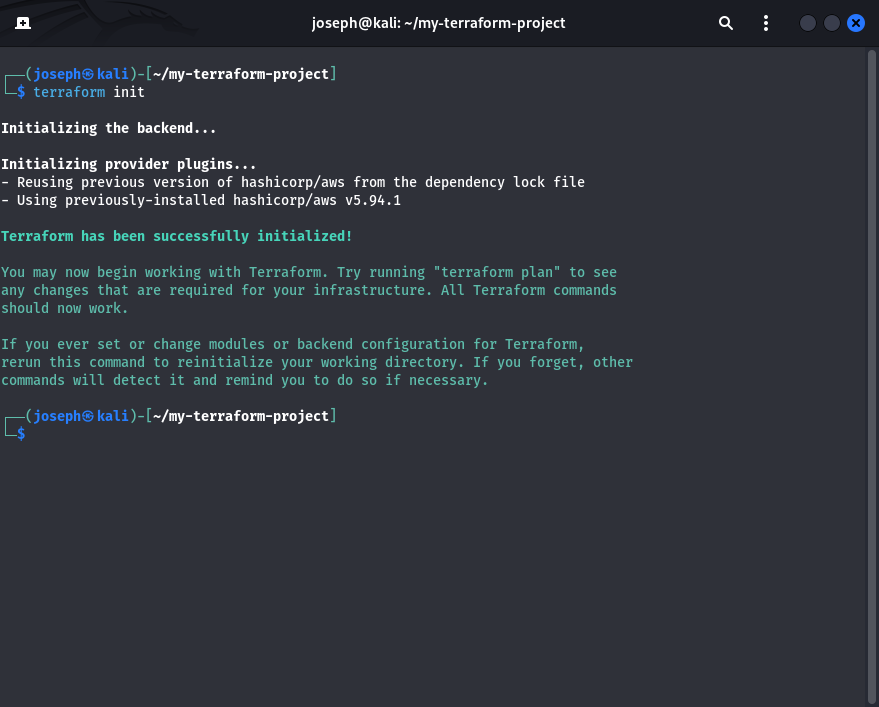 joseph@kali: ~/my-terraform-project
┌──(joseph㉿kali)-[~/my-terraform-project]
└─$ terraform init
Initializing the backend...
Initializing provider plugins...
- Reusing previous version of hashicorp/aws from the dependency lock file
- Using previously-installed hashicorp/aws v5.94.1
Terraform has been successfully initialized!
You may now begin working with Terraform. Try running "terraform plan" to see
any changes that are required for your infrastructure. All Terraform commands
should now work.
If you ever set or change modules or backend configuration for Terraform,
rerun this command to reinitialize your working directory. If you forget, other
commands will detect it and remind you to do so if necessary.
┌──(joseph㉿kali)-[~/my-terraform-project]
└─$